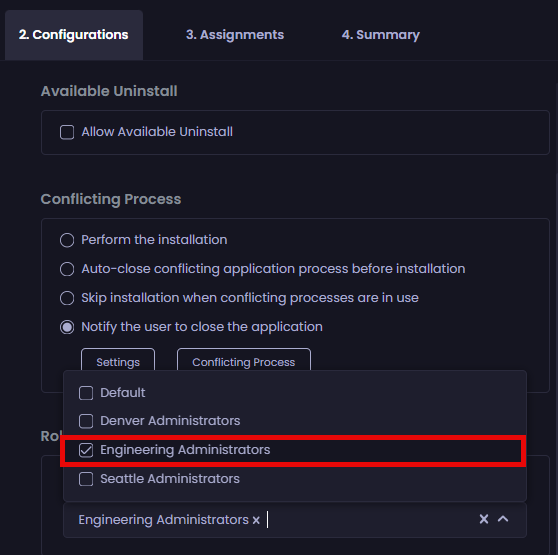 2. Configurations 3. Assignments 4. Summary
Available Uninstall
Allow Available Uninstall
Conflicting Process
Perform the installation
Auto-close conflicting application process before installation
Skip installation when conflicting processes are in use
Notify the user to close the application
Settings Conflicting Process
Default
Denver Administrators
Engineering Administrators
Seattle Administrators
Engineering Administrators x